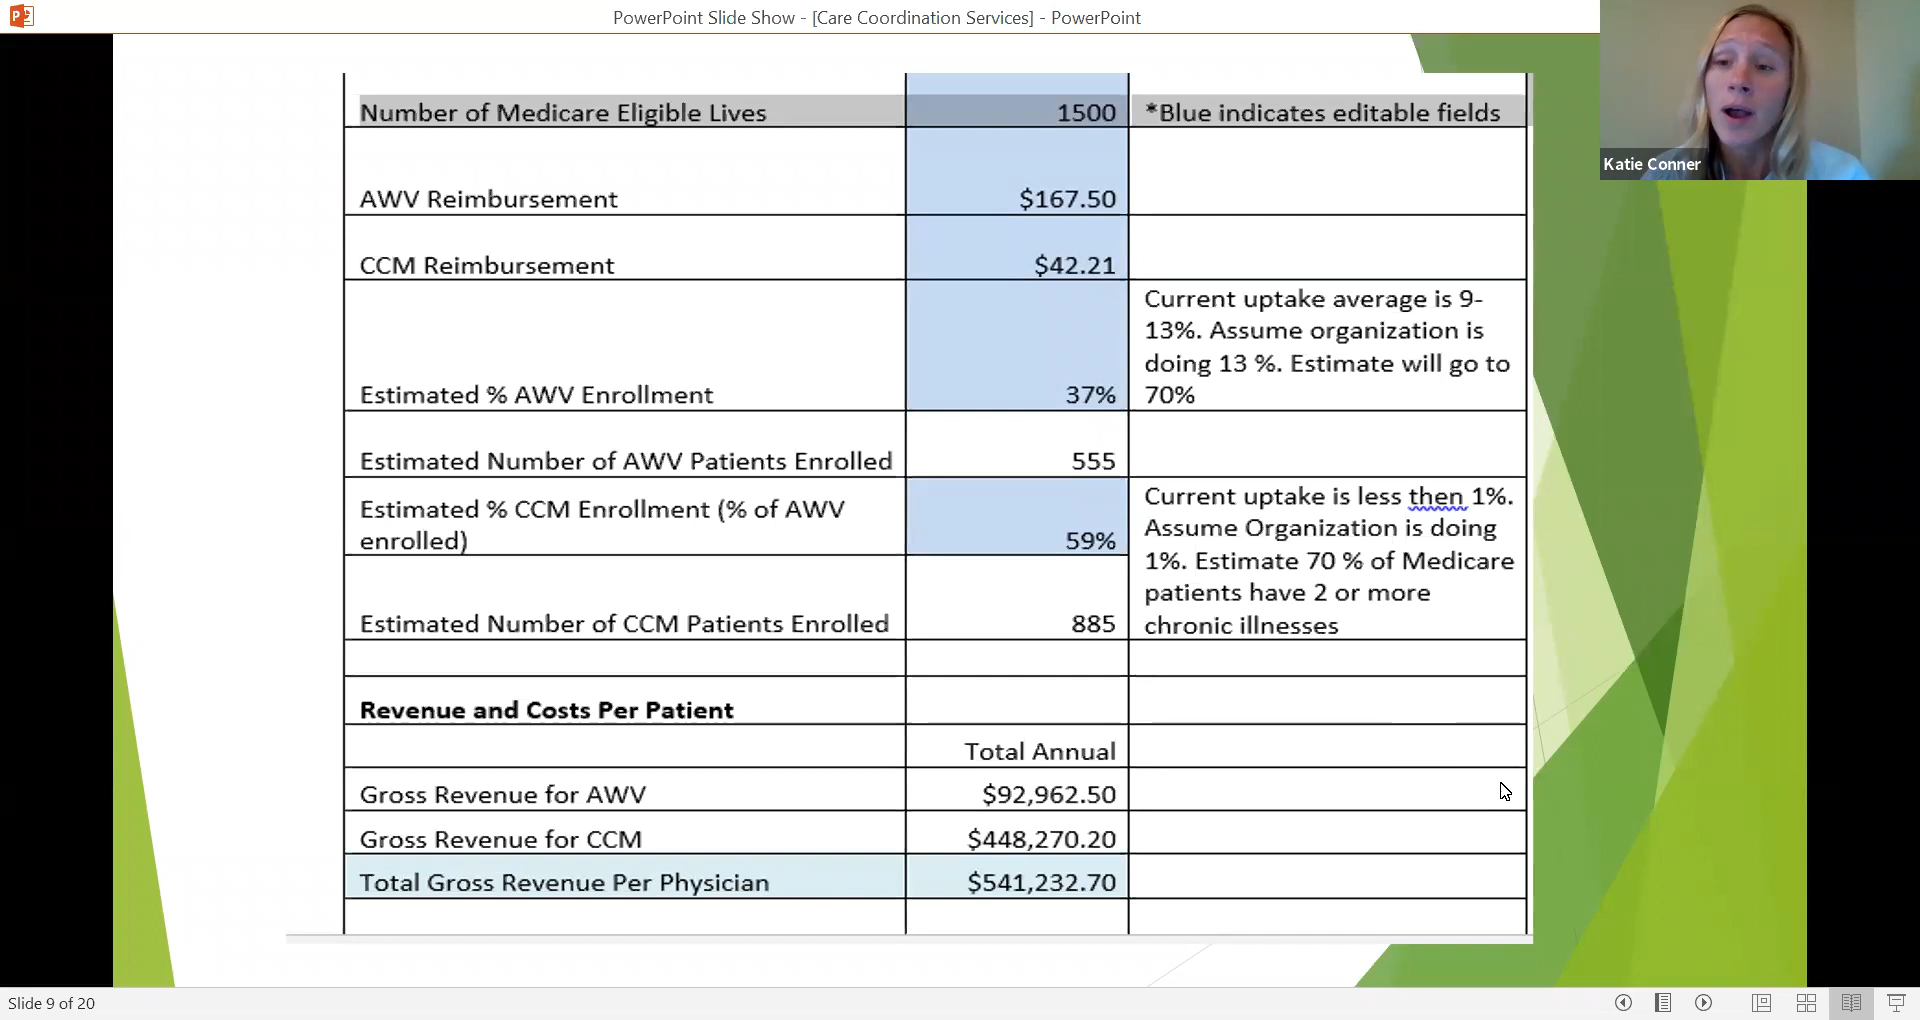 PowerPoint Slide Show - [Care Coordination Services] - PowerPoint
Katie Conner
Number of Medicare Eligible Lives 1500 *Blue indicates editable fields
AWV Reimbursement $167.50
CCM Reimbursement $42.21
Current uptake average is 9-
13%. Assume organization is
doing 13 %. Estimate will go to
70%
Estimated % AWV Enrollment 37%
Estimated Number of AWV Patients Enrolled 555
Estimated % CCM Enrollment (% of AWV
enrolled) 59%
Current uptake is less then 1%.
Assume Organization is doing
1%. Estimate 70 % of Medicare
patients have 2 or more
chronic illnesses
Estimated Number of CCM Patients Enrolled 885
Revenue and Costs Per Patient
Total Annual
Gross Revenue for AWV $92,962.50
Gross Revenue for CCM $448,270.20
Total Gross Revenue Per Physician $541,232.70
Slide 9 of 20